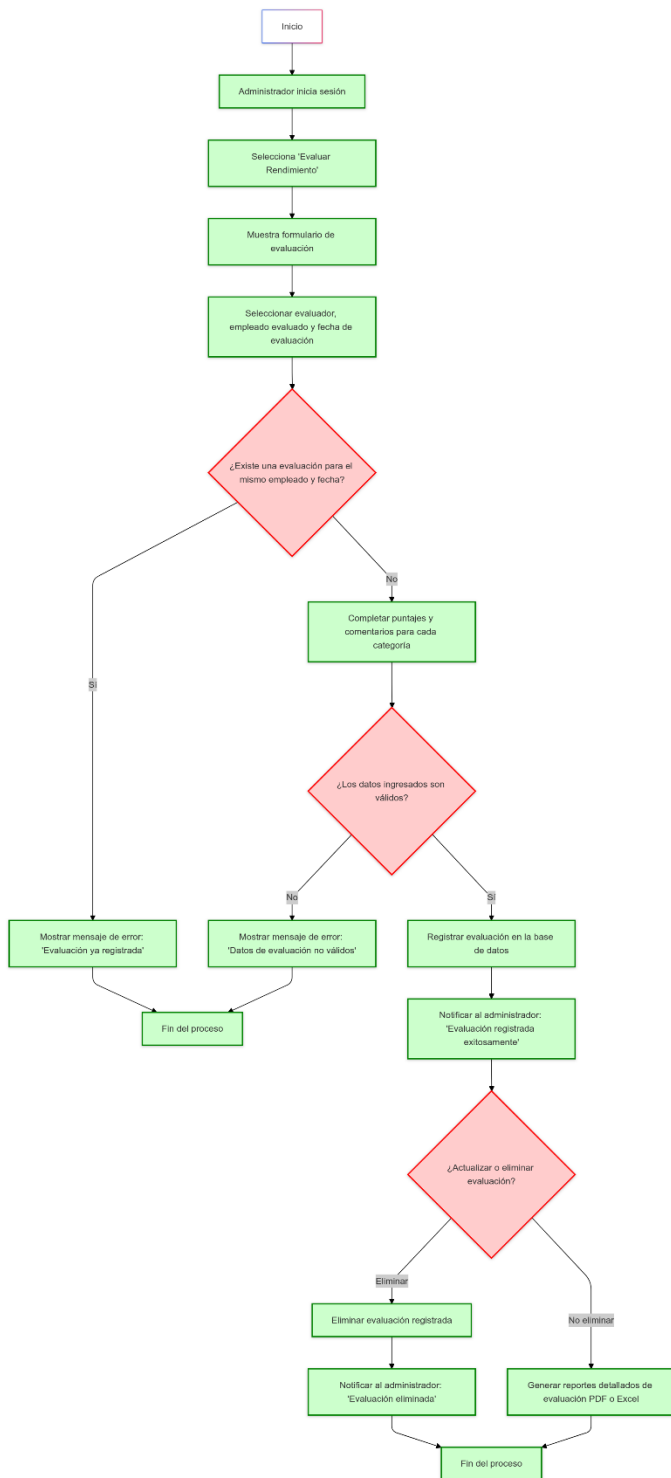 Inicio
Administrador inicia sesión
Selecciona 'Evaluar
Rendimiento'
Muestra formulario de
evaluación
Seleccionar evaluador,
empleado evaluado y fecha de
evaluación
¿Existe una evaluación para el
mismo empleado y fecha?
No
Completar puntajes y
comentarios para cada
categoría
Sí
¿Los datos ingresados son
válidos?
No
Sí
Mostrar mensaje de error:
'Evaluación ya registrada'
Mostrar mensaje de error:
'Datos de evaluación no válidos'
Registrar evaluación en la base
de datos
Fin del proceso
Notificar al administrador:
'Evaluación registrada
exitosamente'
¿Actualizar o eliminar
evaluación?
Eliminar
No eliminar
Eliminar evaluación registrada
Notificar al administrador:
'Evaluación eliminada'
Generar reportes detallados de
evaluación PDF o Excel
Fin del proceso